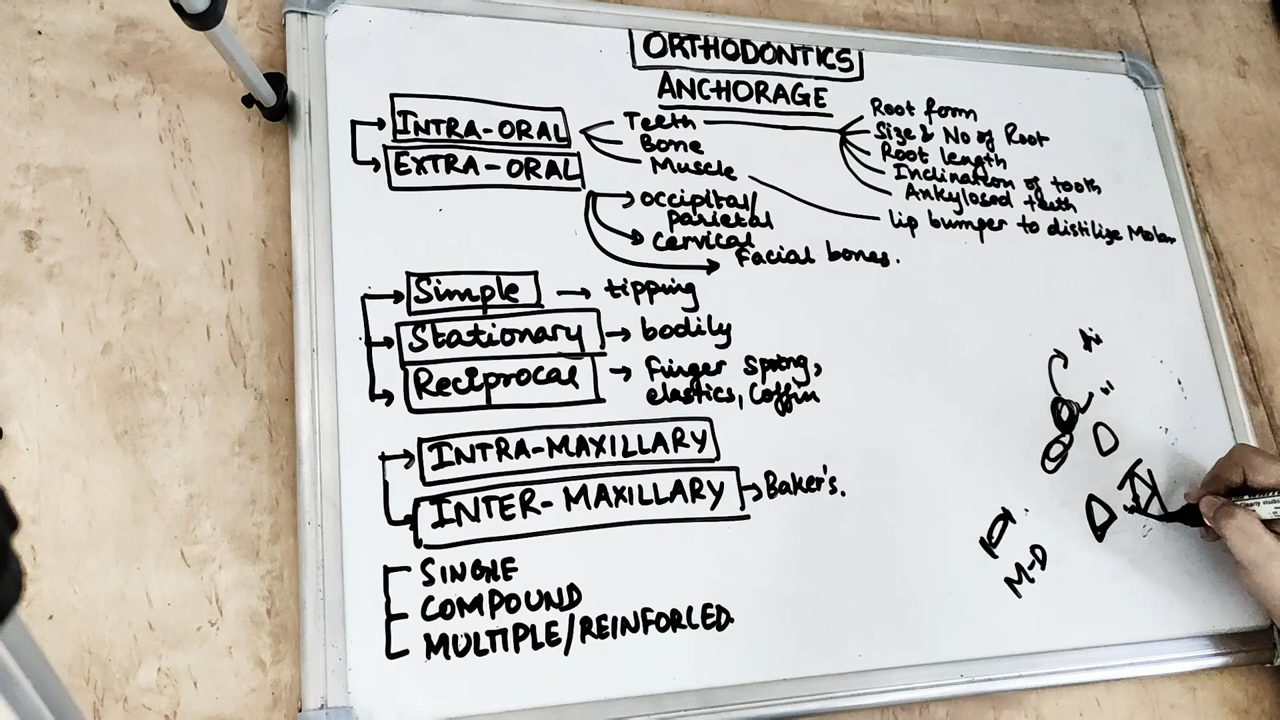 ORTHODONTICS
ANCHORAGE
INTRA-ORAL
EXTRA-ORAL
Teeth
Bone
Muscle
Root form
Size & No of Root
Root length
Inclination of tooth
Ankylosed teeth
lip bumper to distilize Molar
occipital/
parietal
cervical
Facial bones.
Simple → tipping
Stationary → bodily
Reciprocal → Finger spring,
elastics, Coffin
INTRA-MAXILLARY
INTER-MAXILLARY → Baker's.
SINGLE
COMPOUND
MULTIPLE/REINFORCED.
M-D